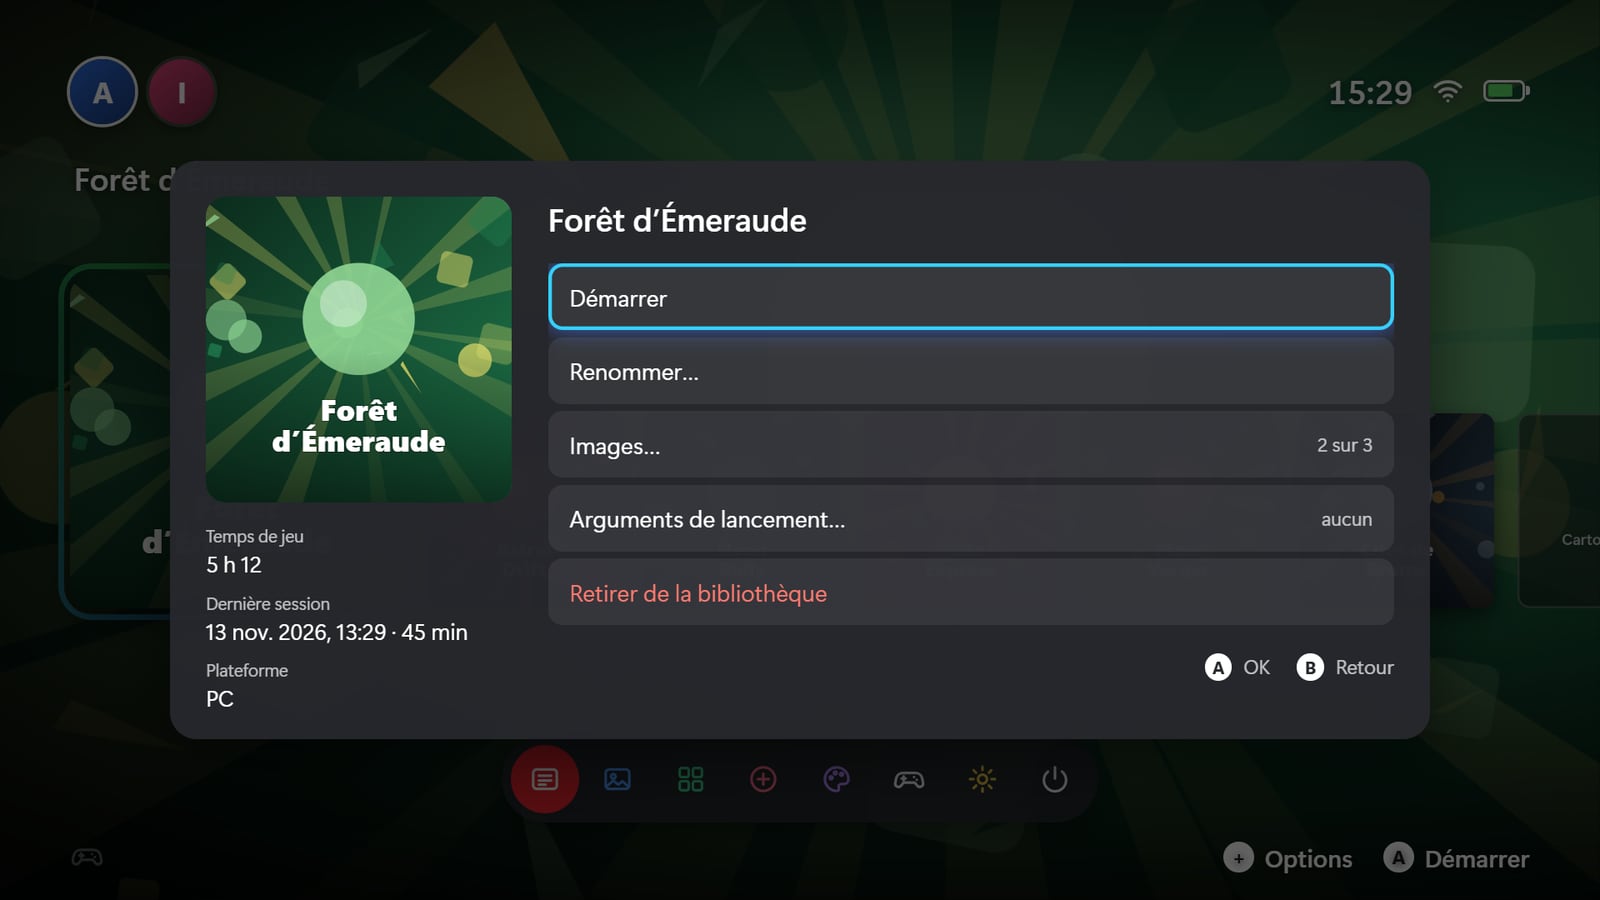 A
I
15:29
Forêt d'Émeraude
Forêt
d'Émeraude
Temps de jeu
5 h 12
Dernière session
13 nov. 2026, 13:29 · 45 min
Plateforme
PC
Forêt d'Émeraude
Démarrer
Renommer...
Images...
2 sur 3
Arguments de lancement...
aucun
Retirer de la bibliothèque
A OK
B Retour
+ Options
A Démarrer